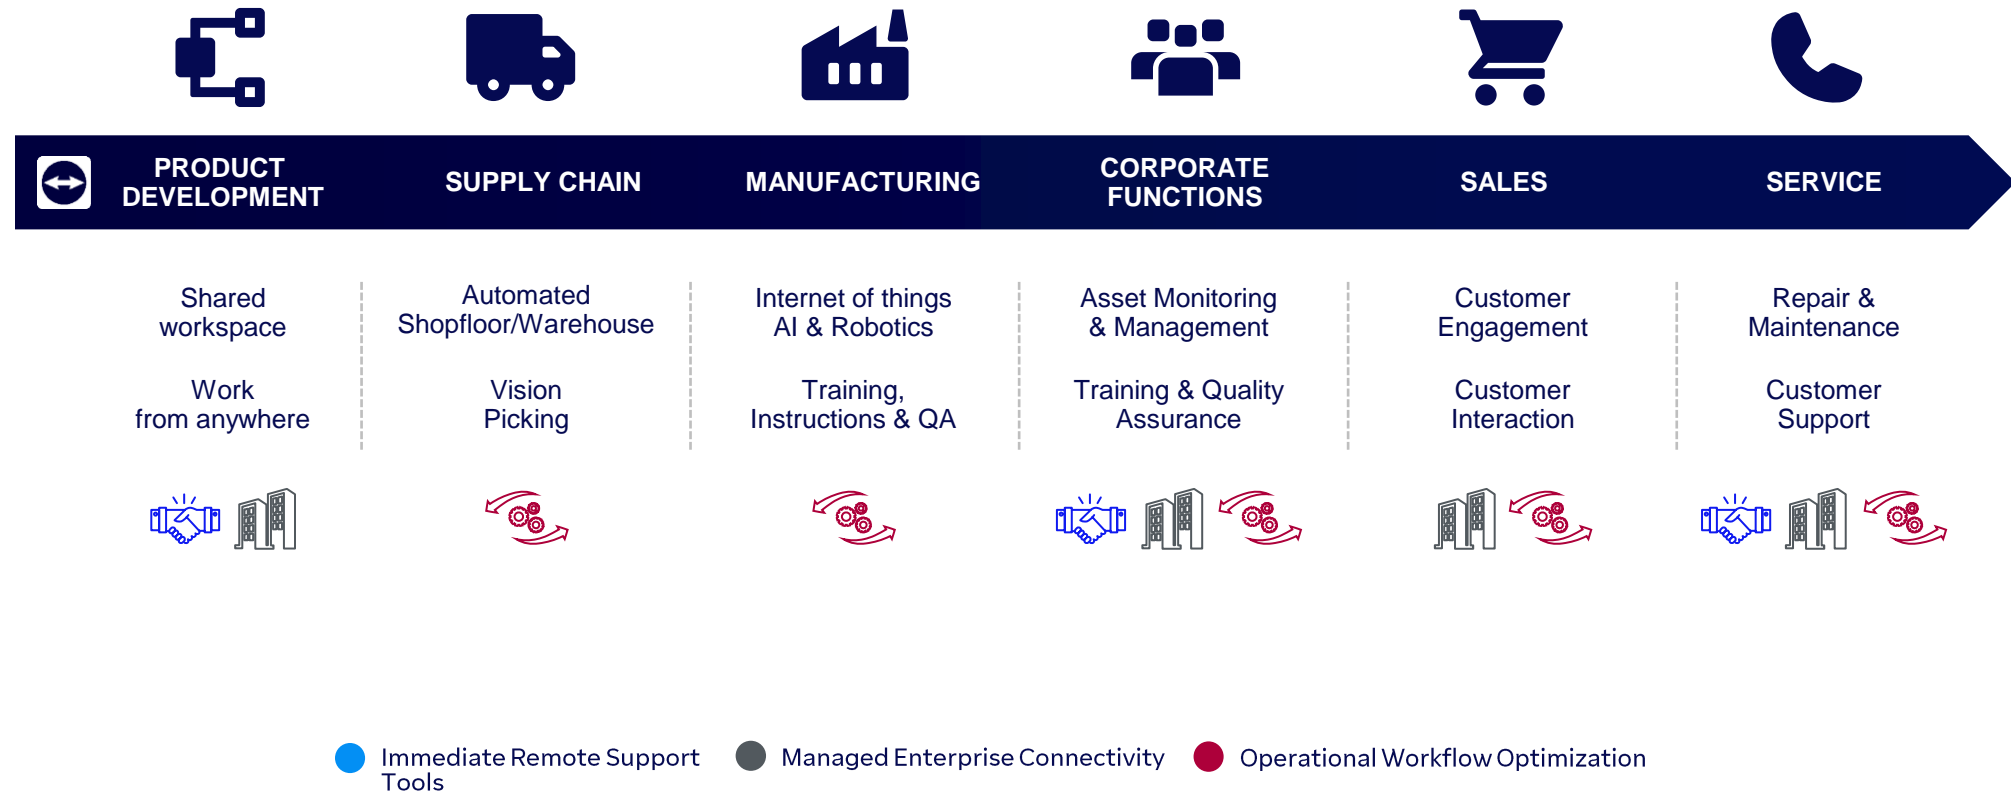 PRODUCT
DEVELOPMENT
SUPPLY CHAIN
MANUFACTURING
CORPORATE
FUNCTIONS
SALES
SERVICE
Shared
workspace
Work
from anywhere
Automated
Shopfloor/Warehouse
Vision
Picking
Internet of things
AI & Robotics
Training,
Instructions & QA
Asset Monitoring
& Management
Training & Quality
Assurance
Customer
Engagement
Customer
Interaction
Repair &
Maintenance
Customer
Support
Immediate Remote Support
Tools
Managed Enterprise Connectivity
Operational Workflow Optimization